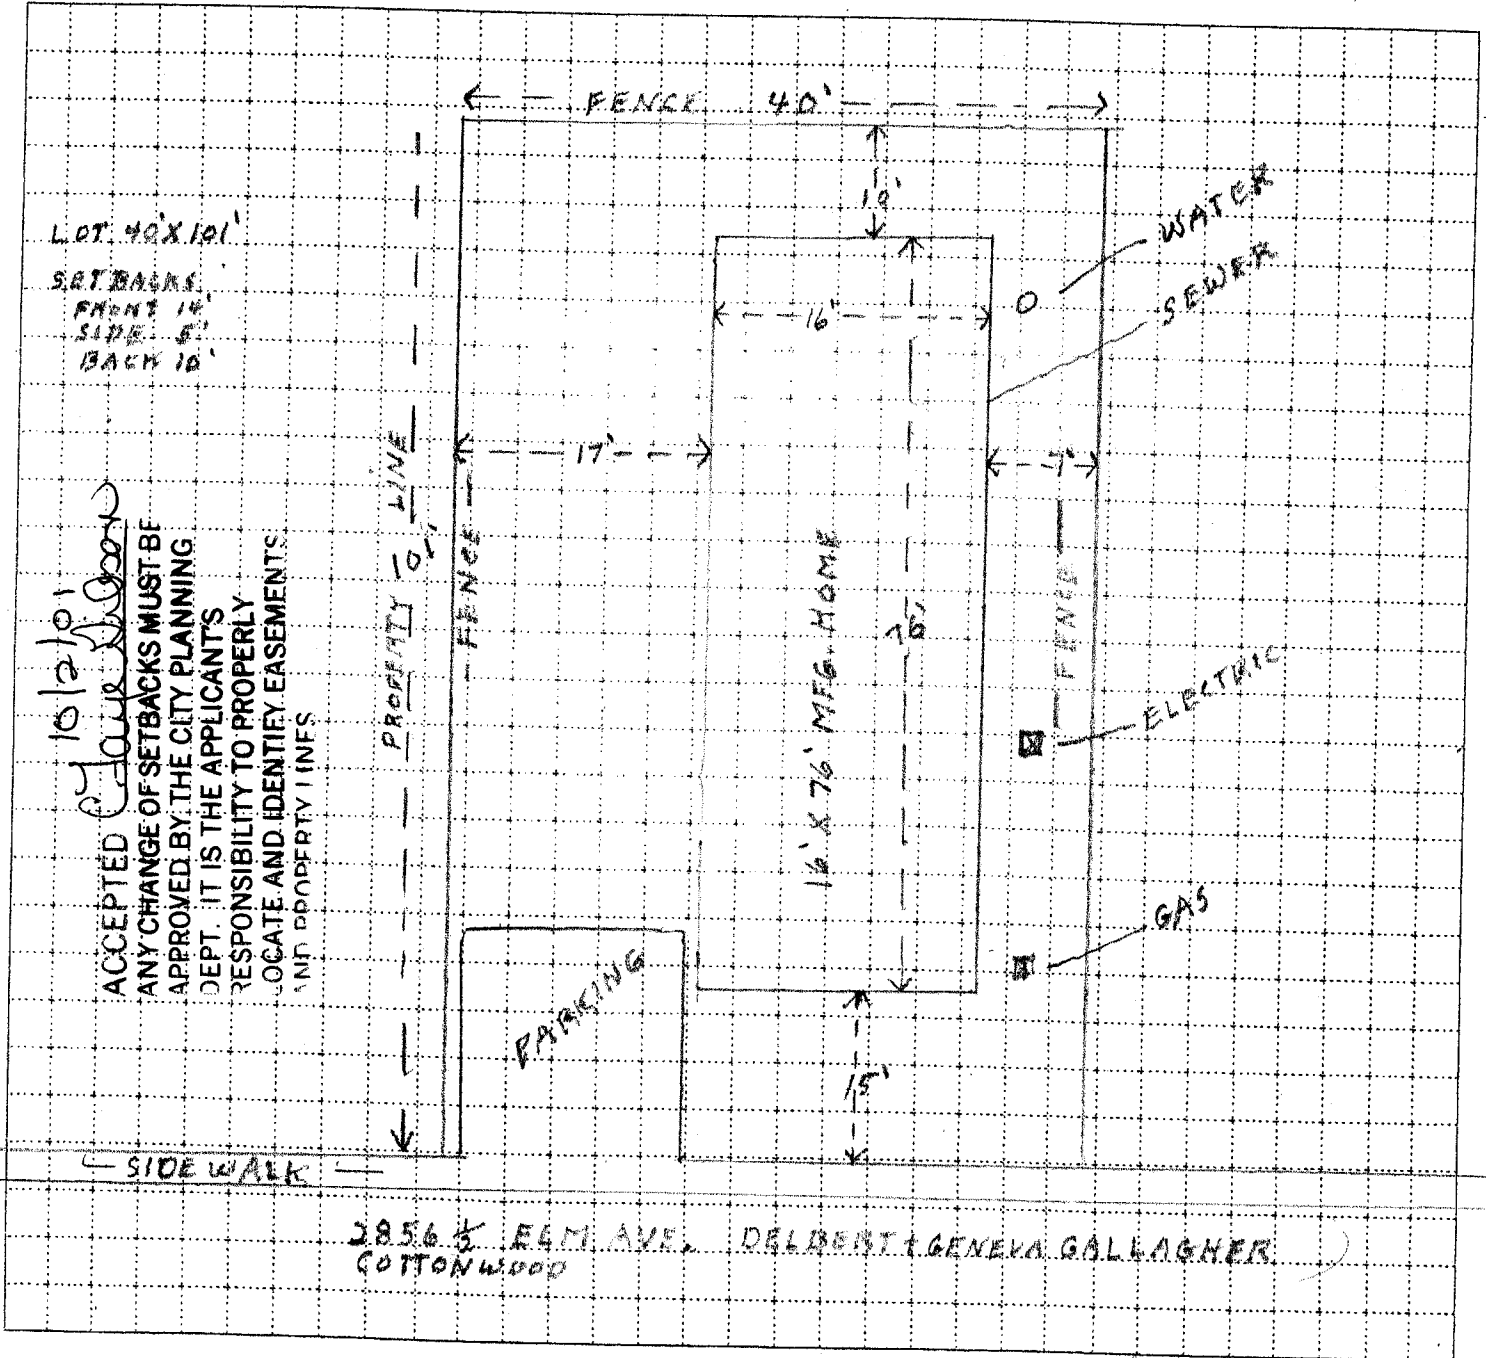 FENCE 40'
10'
LOT 40' X 101'
SETBACKS
FRONT 14'
SIDE 5'
BACK 10'
WATER
SEWER
16'
17'
7'
PROPERTY LINE
101'
FENCE
FENCE
76'
16' X 76' MFG. HOME
ELECTRIC
GAS
PARKING
15'
10/2/01
ACCEPTED
ANY CHANGE OF SETBACKS MUST BE
APPROVED BY THE CITY PLANNING
DEPT. IT IS THE APPLICANT'S
RESPONSIBILITY TO PROPERLY
LOCATE AND IDENTIFY EASEMENTS
AND PROPERTY LINES
SIDEWALK
2856 ½ ELM AVE. DELBERT & GENEVA GALLAGHER
COTTONWOOD